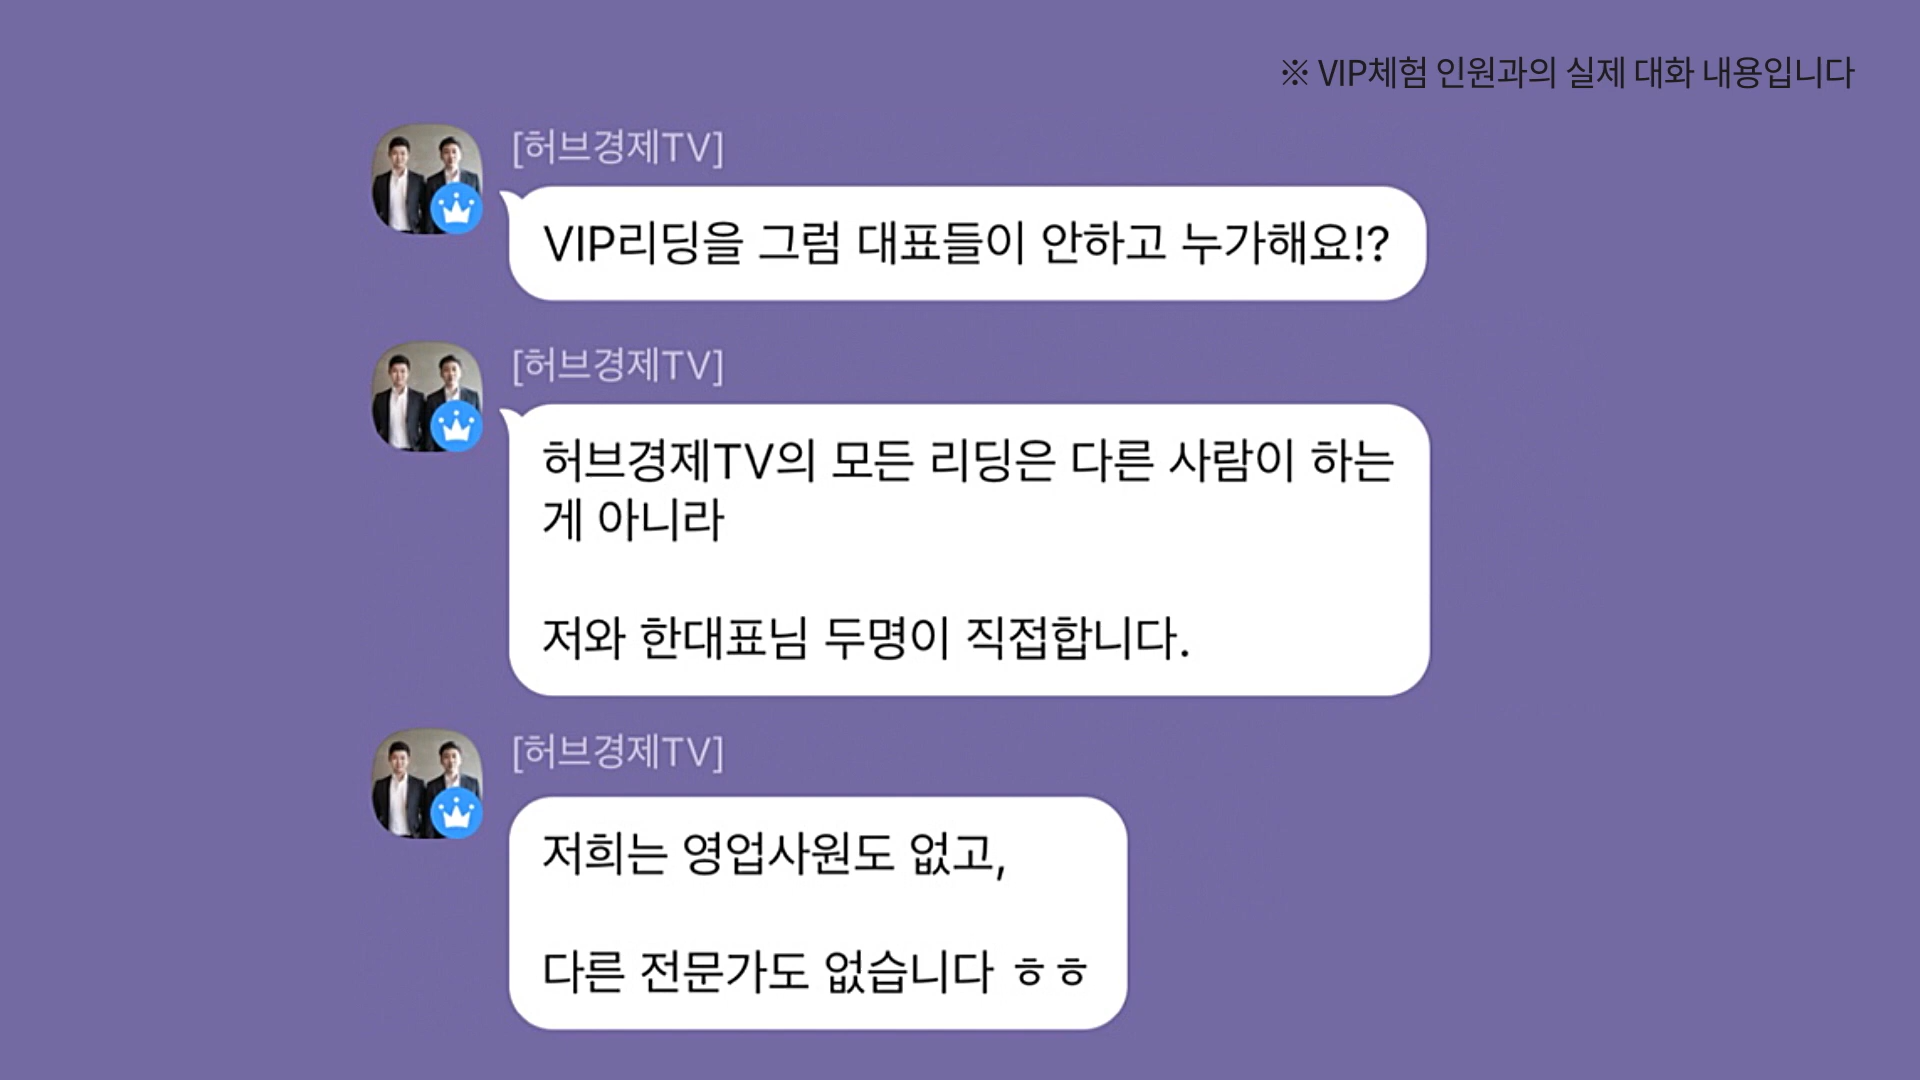 ※ VIP체험 인원과의 실제 대화 내용입니다
[허브경제TV]
VIP리딩을 그럼 대표들이 안하고 누가해요!?
[허브경제TV]
허브경제TV의 모든 리딩은 다른 사람이 하는
게 아니라
저와 한대표님 두명이 직접합니다.
[허브경제TV]
저희는 영업사원도 없고,
다른 전문가도 없습니다 ㅎㅎ